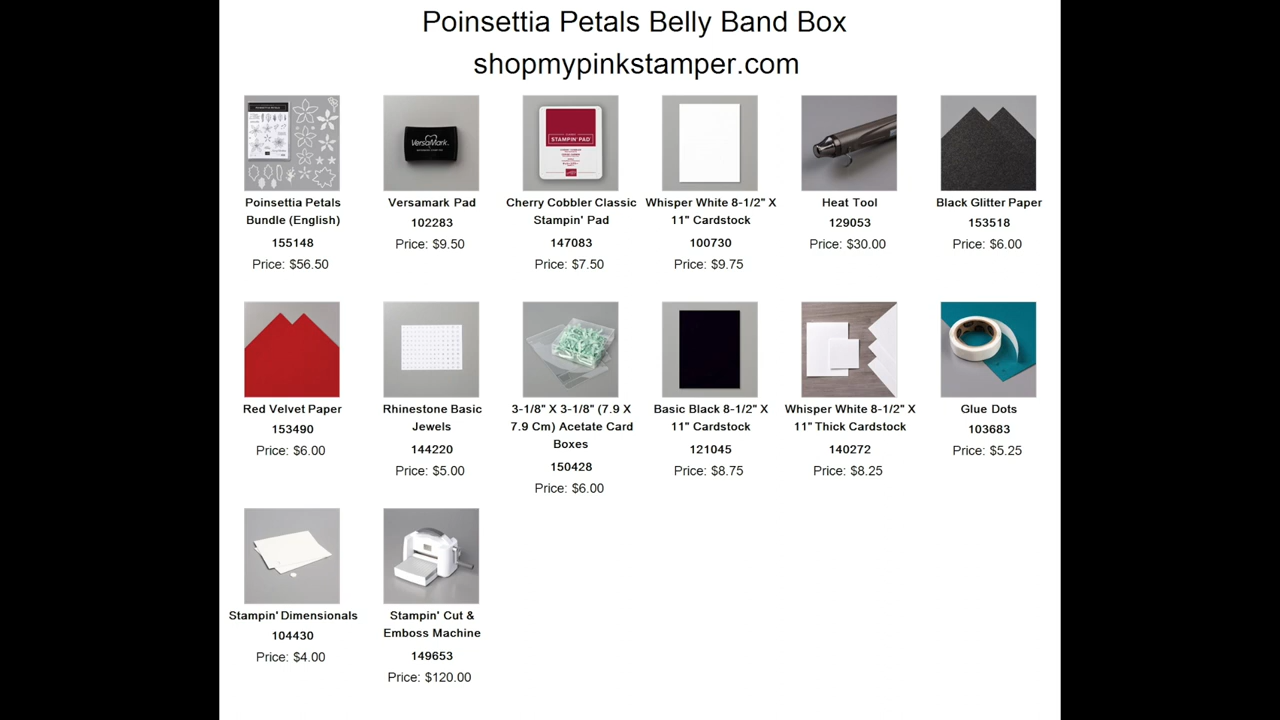 Poinsettia Petals Belly Band Box
shopmypinkstamper.com
Poinsettia Petals
Bundle (English)
155148
Price: $56.50
VersaMark
Versamark Pad
102283
Price: $9.50
STAMPIN' PAD
Cherry Cobbler Classic
Stampin' Pad
147083
Price: $7.50
Whisper White 8-1/2" X
11" Cardstock
100730
Price: $9.75
Heat Tool
129053
Price: $30.00
Black Glitter Paper
153518
Price: $6.00
Red Velvet Paper
153490
Price: $6.00
Rhinestone Basic
Jewels
144220
Price: $5.00
3-1/8" X 3-1/8" (7.9 X
7.9 Cm) Acetate Card
Boxes
150428
Price: $6.00
Basic Black 8-1/2" X
11" Cardstock
121045
Price: $8.75
Whisper White 8-1/2" X
11" Thick Cardstock
140272
Price: $8.25
Glue Dots
103683
Price: $5.25
Stampin' Dimensionals
104430
Price: $4.00
Stampin' Cut &
Emboss Machine
149653
Price: $120.00